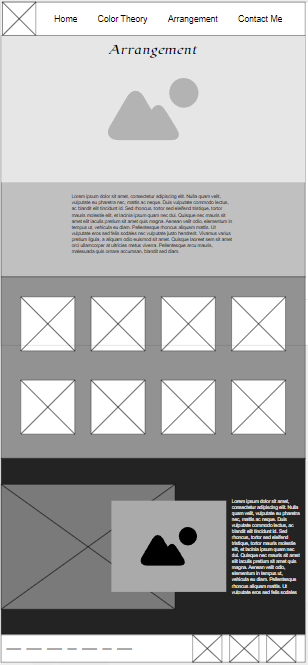 Home Color Theory Arrangement Contact Me
Arrangement
Lorem ipsum dolor sit amet, consectetur adipiscing elit. Nulla quam velit,
vulputate eu pharetra nec, mattis ac neque. Duis vulputate commodo lectus,
ac blandit elit tincidunt id. Sed rhoncus, tortor sed eleifend tristique,
tortor mauris molestie elit, et lacinia ipsum quam nec dui. Quisque nec mauris sit
amet elit iaculis pretium sit amet quis magna. Aenean velit odio, elementum in
tempus ut, vehicula eu diam. Pellentesque rhoncus aliquam mattis. Ut
vulputate eros sed felis sodales nec vulputate justo hendrerit. Vivamus varius
pretium ligula, a aliquam odio euismod sit amet. Quisque laoreet sem sit amet
orci ullamcorper at ultricies metus viverra. Pellentesque arcu mauris,
malesuada quis ornare accumsan, blandit sed diam.
Lorem ipsum dolor sit amet,
consectetur adipiscing elit. Nulla
quam velit, vulputate eu pharetra
nec, mattis ac neque. Duis
vulputate commodo lectus, ac
blandit elit tincidunt id. Sed
rhoncus, tortor sed eleifend
tristique, tortor mauris molestie
elit, et lacinia ipsum quam nec
dui. Quisque nec mauris sit amet
elit iaculis pretium sit amet quis
magna. Aenean velit odio,
elementum in tempus ut,
vehicula eu diam. Pellentesque
rhoncus aliquam mattis. Ut
vulputate eros sed felis sodales